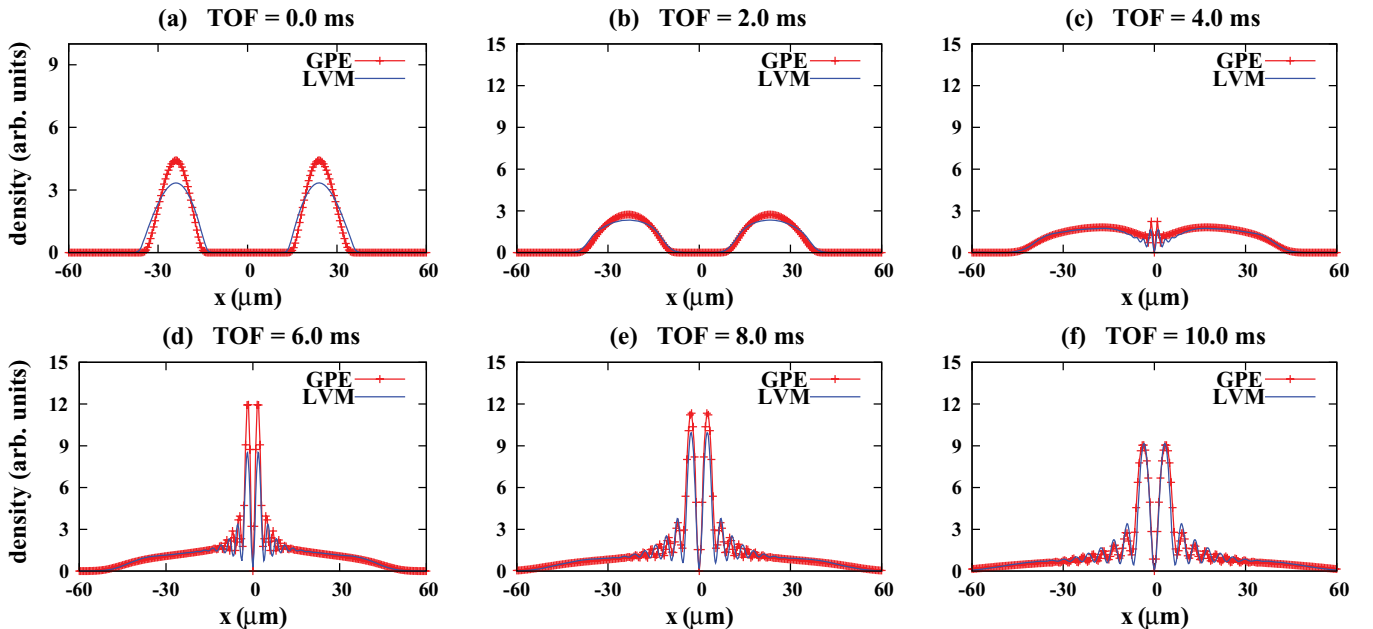 (a) TOF = 0.0 ms
(b) TOF = 2.0 ms
(c) TOF = 4.0 ms
density (arb. units)
9
6
3
0
GPE
LVM
-60 -30 0 30 60
x (μm)
15
12
9
6
3
0
GPE
LVM
-60 -30 0 30 60
x (μm)
15
12
9
6
3
0
GPE
LVM
-60 -30 0 30 60
x (μm)
(d) TOF = 6.0 ms
(e) TOF = 8.0 ms
(f) TOF = 10.0 ms
density (arb. units)
15
12
9
6
3
0
GPE
LVM
-60 -30 0 30 60
x (μm)
15
12
9
6
3
0
GPE
LVM
-60 -30 0 30 60
x (μm)
15
12
9
6
3
0
GPE
LVM
-60 -30 0 30 60
x (μm)